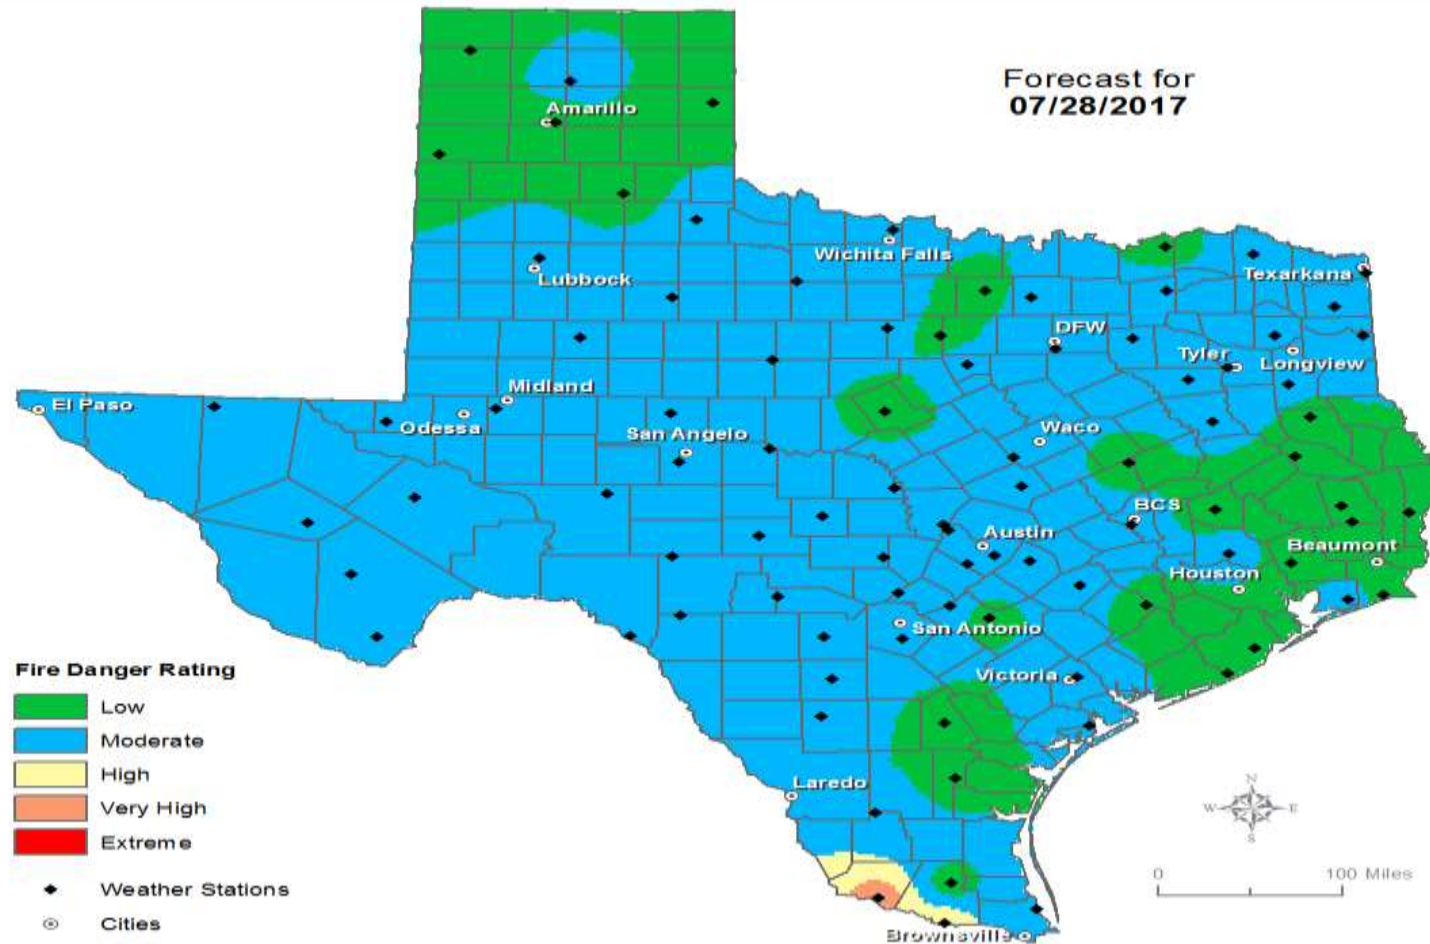 Forecast for
07/28/2017
Amarillo
Wichita Falls
Texarkana
Lubbock
DFW
Tyler
Longview
Midland
El Paso
Odessa
San Angelo
Waco
BCS
Austin
Beaumont
Houston
San Antonio
Victoria
Laredo
Brownsville
Fire Danger Rating
Low
Moderate
High
Very High
Extreme
Weather Stations
Cities
N
W E
S
0 100 Miles